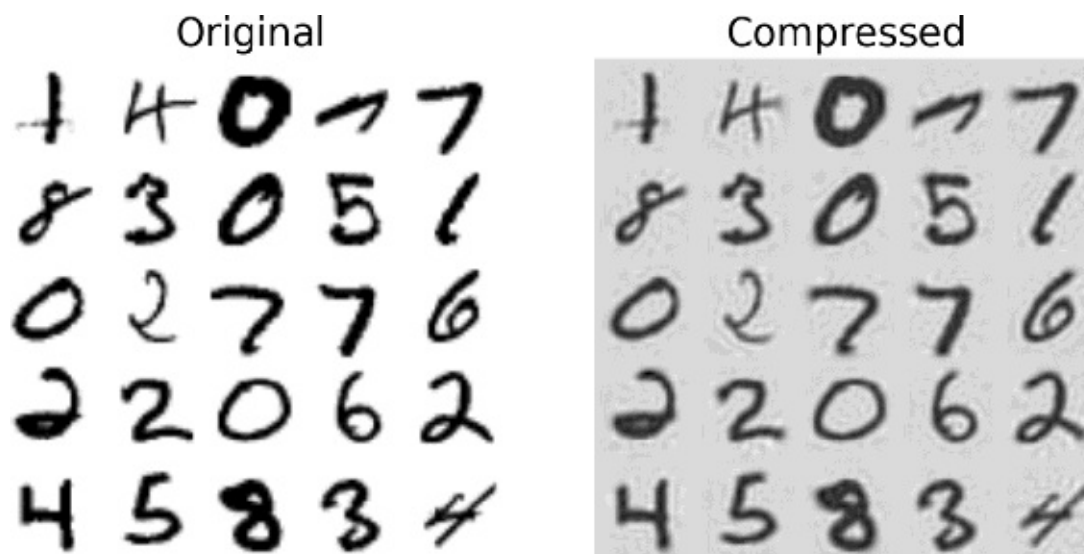 Original Compressed
1 4 0 7 7 1 4 0 7 7
8 3 0 5 1 8 3 0 5 1
0 2 7 7 6 0 2 7 7 6
2 2 0 6 2 2 2 0 6 2
4 5 8 3 4 4 5 8 3 4